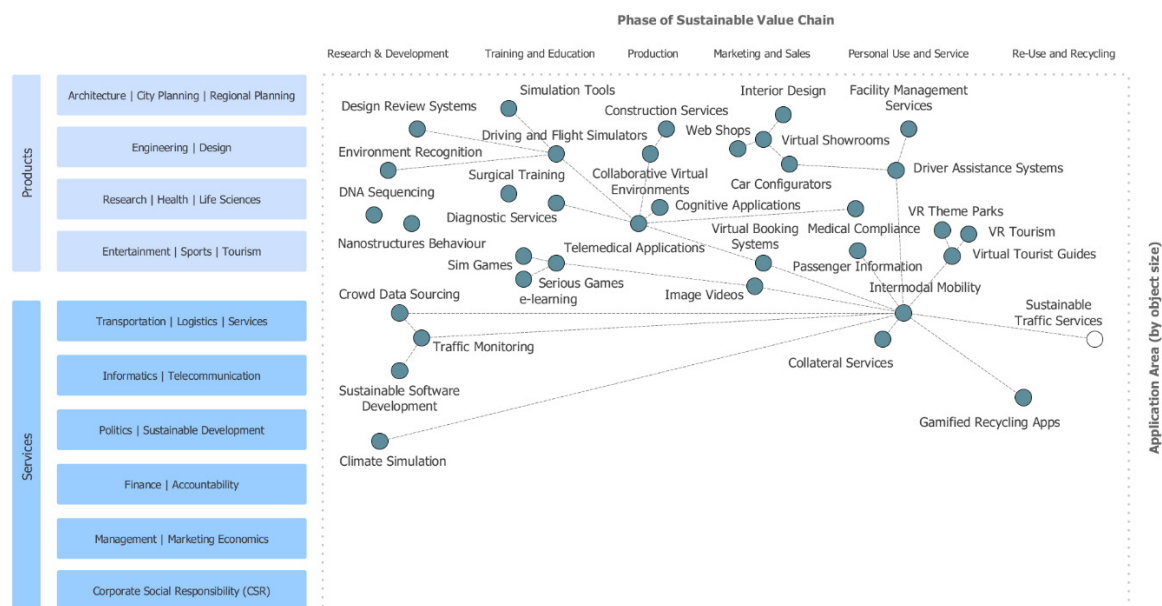 Phase of Sustainable Value Chain
Research & Development
Training and Education
Production
Marketing and Sales
Personal Use and Service
Re-Use and Recycling
Products
Architecture | City Planning | Regional Planning
Engineering | Design
Research | Health | Life Sciences
Entertainment | Sports | Tourism
Services
Transportation | Logistics | Services
Informatics | Telecommunication
Politics | Sustainable Development
Finance | Accountability
Management | Marketing Economics
Corporate Social Responsibility (CSR)
Simulation Tools
Design Review Systems
Construction Services
Interior Design
Facility Management
Services
Driving and Flight Simulators
Web Shops
Virtual Showrooms
Environment Recognition
Surgical Training
Collaborative Virtual
Environments
Car Configurators
Driver Assistance Systems
DNA Sequencing
Diagnostic Services
Cognitive Applications
VR Theme Parks
Nanostructures Behaviour
Telemedical Applications
Virtual Booking
Systems
Medical Compliance
VR Tourism
Virtual Tourist Guides
Sim Games
Passenger Information
Serious Games
e-learning
Image Videos
Intermodal Mobility
Crowd Data Sourcing
Sustainable
Traffic Services
Traffic Monitoring
Collateral Services
Sustainable Software
Development
Gamified Recycling Apps
Climate Simulation
Application Area (by object size)